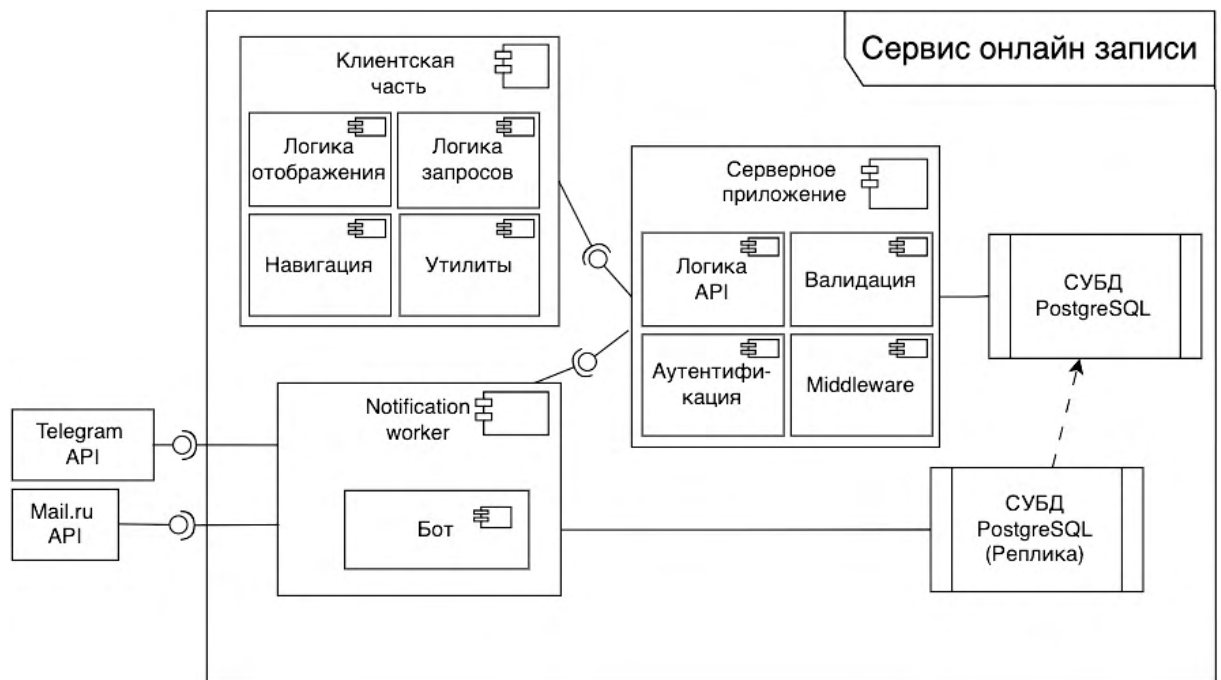 Сервис онлайн записи
Клиентская
часть
Логика
отображения
Логика
запросов
Навигация
Утилиты
Серверное
приложение
Логика
API
Валидация
Аутентифи-
кация
Middleware
СУБД
PostgreSQL
Notification
worker
Бот
Telegram
API
Mail.ru
API
СУБД
PostgreSQL
(Реплика)